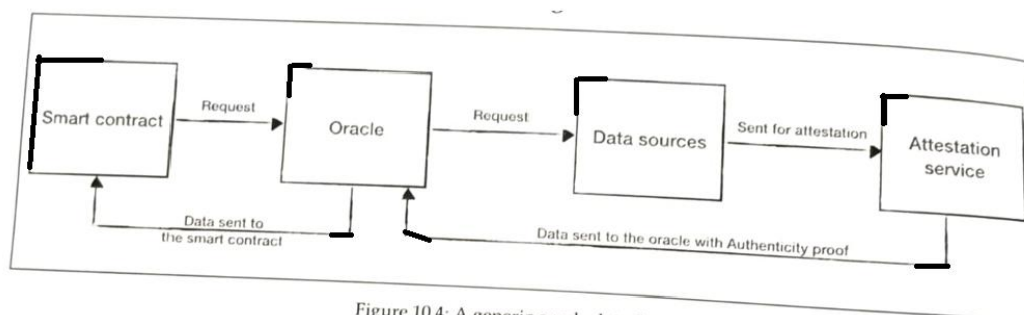 Smart contract
Request
Oracle
Request
Data sources
Sent for attestation
Attestation
service
Data sent to
the smart contract
Data sent to the oracle with Authenticity proof
Figure 10.4: A generic